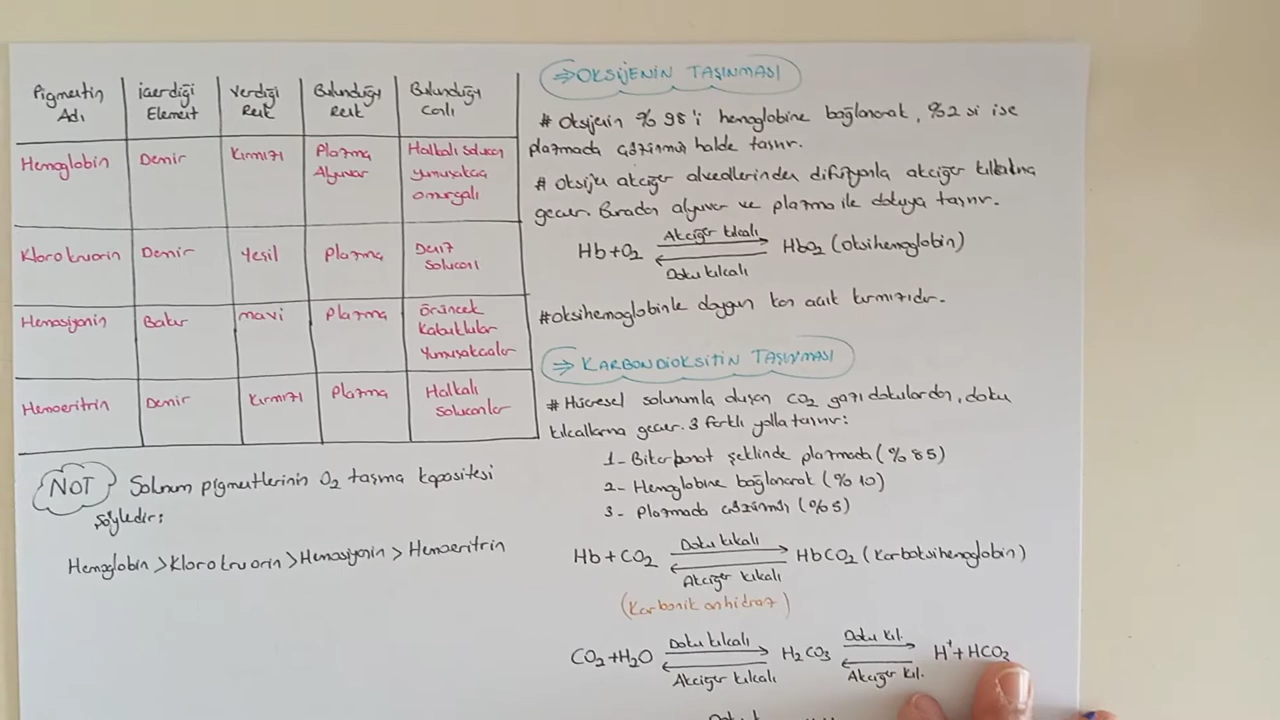 Pigmentin Adı | İçerdiği Element | Verdiği Renk | Bulunduğu Renk | Bulunduğu Canlı
Hemoglobin | Demir | Kırmızı | Plazma Alyuvar | Halkalı solucan yumuşakça omurgalı
Klorokruorin | Demir | Yeşil | Plazma | Deniz Solucanı
Hemosiyonin | Bakır | mavi | Plazma | Örümcek Kabuklular Yumuşakçalar
Hemoeritrin | Demir | Kırmızı | Plazma | Halkalı Solucanlar
NOT Solunum pigmentlerinin O₂ taşıma kapasitesi
şöyledir:
Hemoglobin > Klorokruorin > Hemosiyonin > Hemoeritrin
⇒ OKSİJENİN TAŞINMASI
# Oksijenin %98'i hemoglobine bağlanarak, %2 si ise
plazmada çözünmüş halde taşınır.
# Oksijen akciğer alveollerinden difüzyonla akciğer kılcalına
geçer. Buradan alyuvar ve plazma ile dokuya taşınır.
Hb + O₂ Akciğer kılcalı HbO₂ (Oksihemoglobin)
Doku kılcalı
# Oksihemoglobinle doygun kan açık kırmızıdır.
⇒ KARBONDİOKSİTİN TAŞINMASI
# Hücresel solunumla oluşan CO₂ gazı dokulardan, doku
kılcallarına geçer. 3 farklı yolla taşınır:
1- Bikarbonat şeklinde plazmada (%85)
2- Hemoglobine bağlanarak (%10)
3- Plazmada çözünmüş (%5)
Hb + CO₂ Doku kılcalı HbCO₂ (Karboksihemoglobin)
Akciğer kılcalı
(Karbonik anhidraz)
CO₂ + H₂O Doku kılcalı H₂CO₃ Doku kıl. H⁺ + HCO₂
Akciğer kılcalı Akciğer kıl.